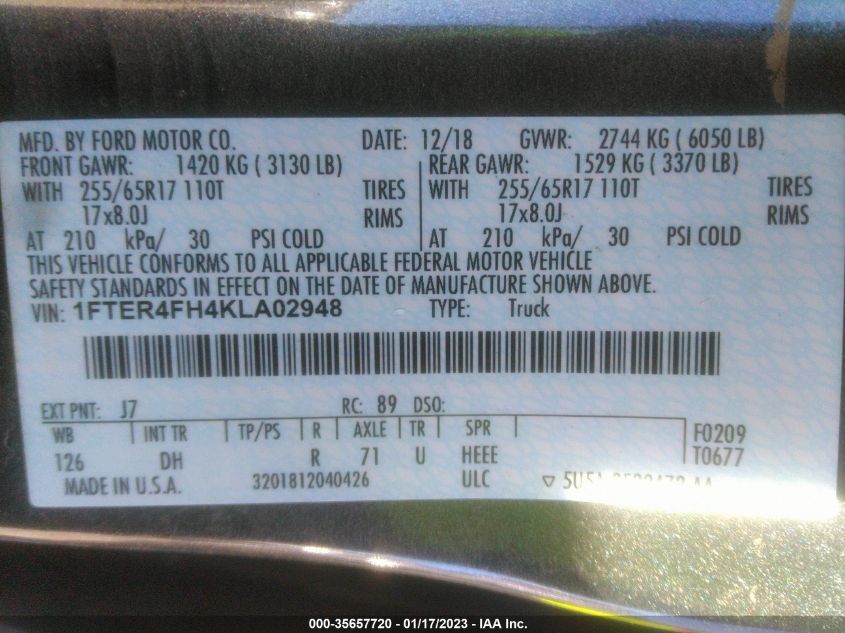 MFD. BY FORD MOTOR CO. DATE: 12/18 GVWR: 2744 KG ( 6050 LB)
FRONT GAWR: 1420 KG ( 3130 LB) REAR GAWR: 1529 KG ( 3370 LB)
WITH 255/65R17 110T TIRES WITH 255/65R17 110T TIRES
17x8.0J RIMS 17x8.0J RIMS
AT 210 kPa/ 30 PSI COLD AT 210 kPa/ 30 PSI COLD
THIS VEHICLE CONFORMS TO ALL APPLICABLE FEDERAL MOTOR VEHICLE
SAFETY STANDARDS IN EFFECT ON THE DATE OF MANUFACTURE SHOWN ABOVE.
VIN: 1FTER4FH4KLA02948 TYPE: Truck
EXT PNT: J7 RC: 89 DSO:
WB INT TR TP/PS R AXLE TR SPR F0209
126 DH R 71 U HEEE T0677
MADE IN U.S.A. 3201812040426 ULC
000-35657720 - 01/17/2023 - IAA Inc.